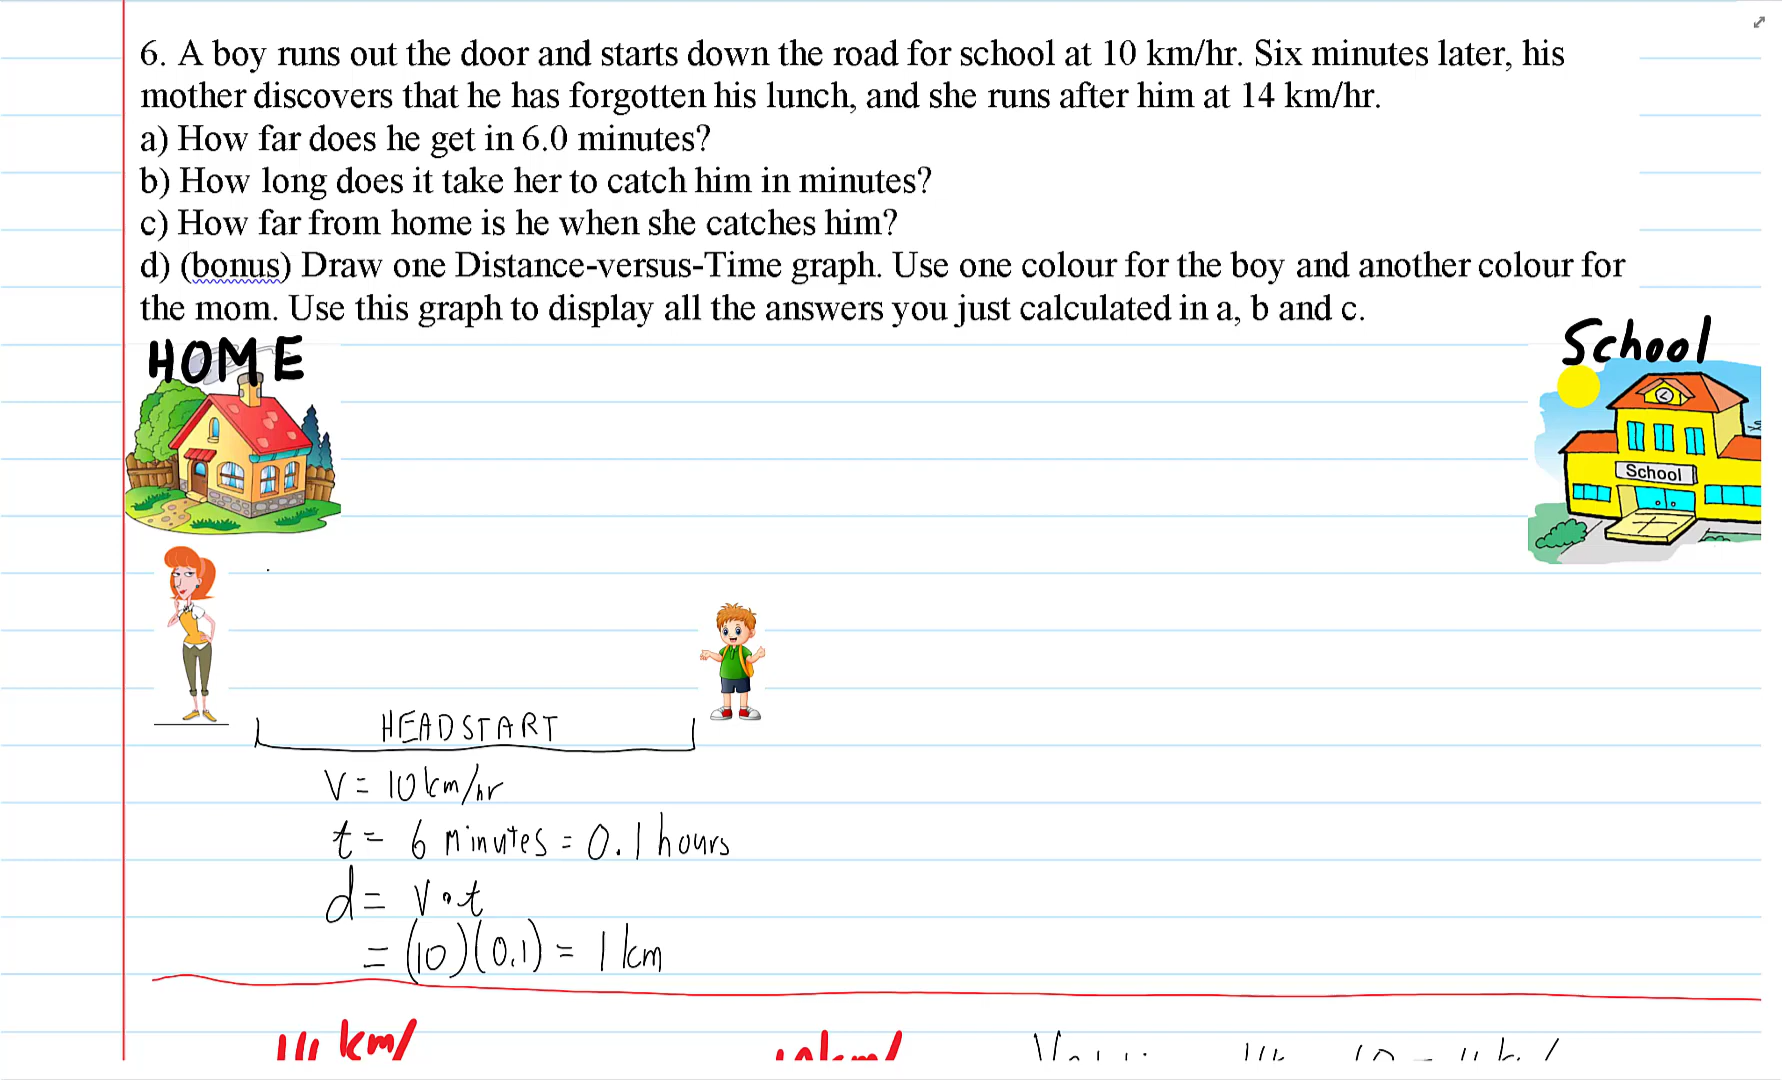 6. A boy runs out the door and starts down the road for school at 10 km/hr. Six minutes later, his
mother discovers that he has forgotten his lunch, and she runs after him at 14 km/hr.
a) How far does he get in 6.0 minutes?
b) How long does it take her to catch him in minutes?
c) How far from home is he when she catches him?
d) (bonus) Draw one Distance-versus-Time graph. Use one colour for the boy and another colour for
the mom. Use this graph to display all the answers you just calculated in a, b and c.
HOME
School
School
HEADSTART
V = 10 km/hr
t = 6 minutes = 0.1 hours
d = V • t
= (10)(0.1) = 1 km
km/
km/